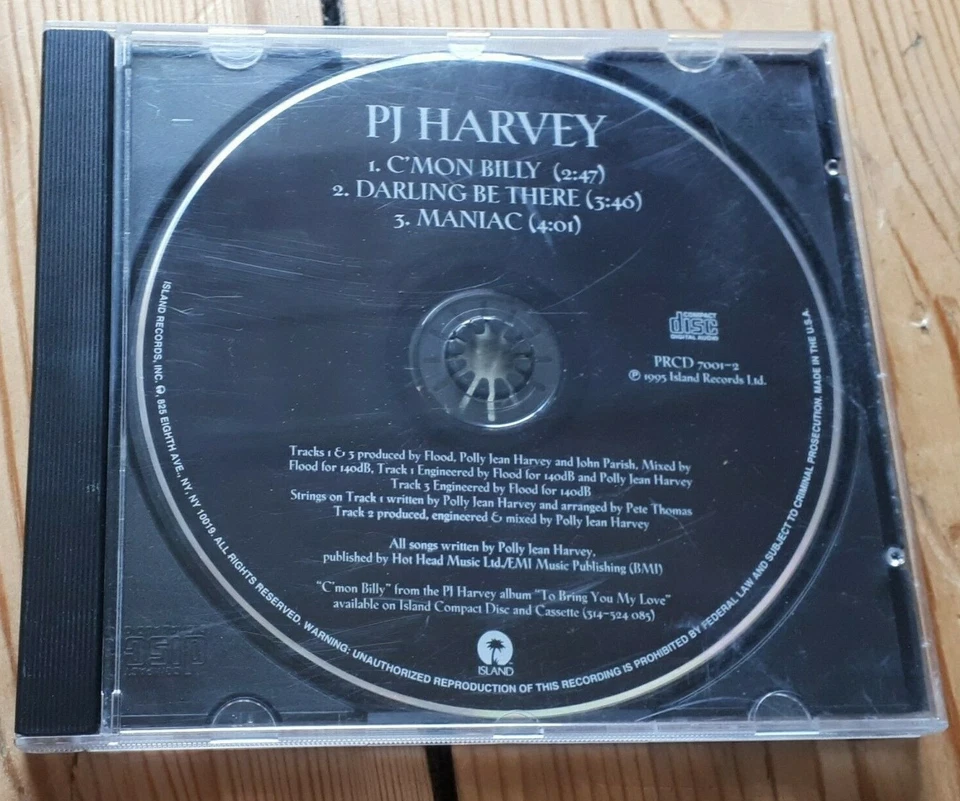 PJ HARVEY
1. C'MON BILLY (2:47)
2. DARLING BE THERE (3:46)
3. MANIAC (4:01)
COMPACT
disc
DIGITAL AUDIO
PRCD 7001-2
℗ 1995 Island Records Ltd.
Tracks 1 & 3 produced by Flood, Polly Jean Harvey and John Parish, Mixed by
Flood for 140dB, Track 1 Engineered by Flood for 140dB and Polly Jean Harvey
Track 3 Engineered by Flood for 140dB
Strings on Track 1 written by Polly Jean Harvey and arranged by Pete Thomas
Track 2 produced, engineered & mixed by Polly Jean Harvey
All songs written by Polly Jean Harvey,
published by Hot Head Music Ltd./EMI Music Publishing (BMI)
"C'mon Billy" from the PJ Harvey album "To Bring You My Love"
available on Island Compact Disc and Cassette (314-524 085)
ISLAND
ISLAND RECORDS, INC. ℗, 825 EIGHTH AVE., NY, NY 10019. ALL RIGHTS RESERVED. WARNING: UNAUTHORIZED REPRODUCTION OF THIS RECORDING IS PROHIBITED BY FEDERAL LAW AND SUBJECT TO CRIMINAL PROSECUTION. MADE IN THE U.S.A.